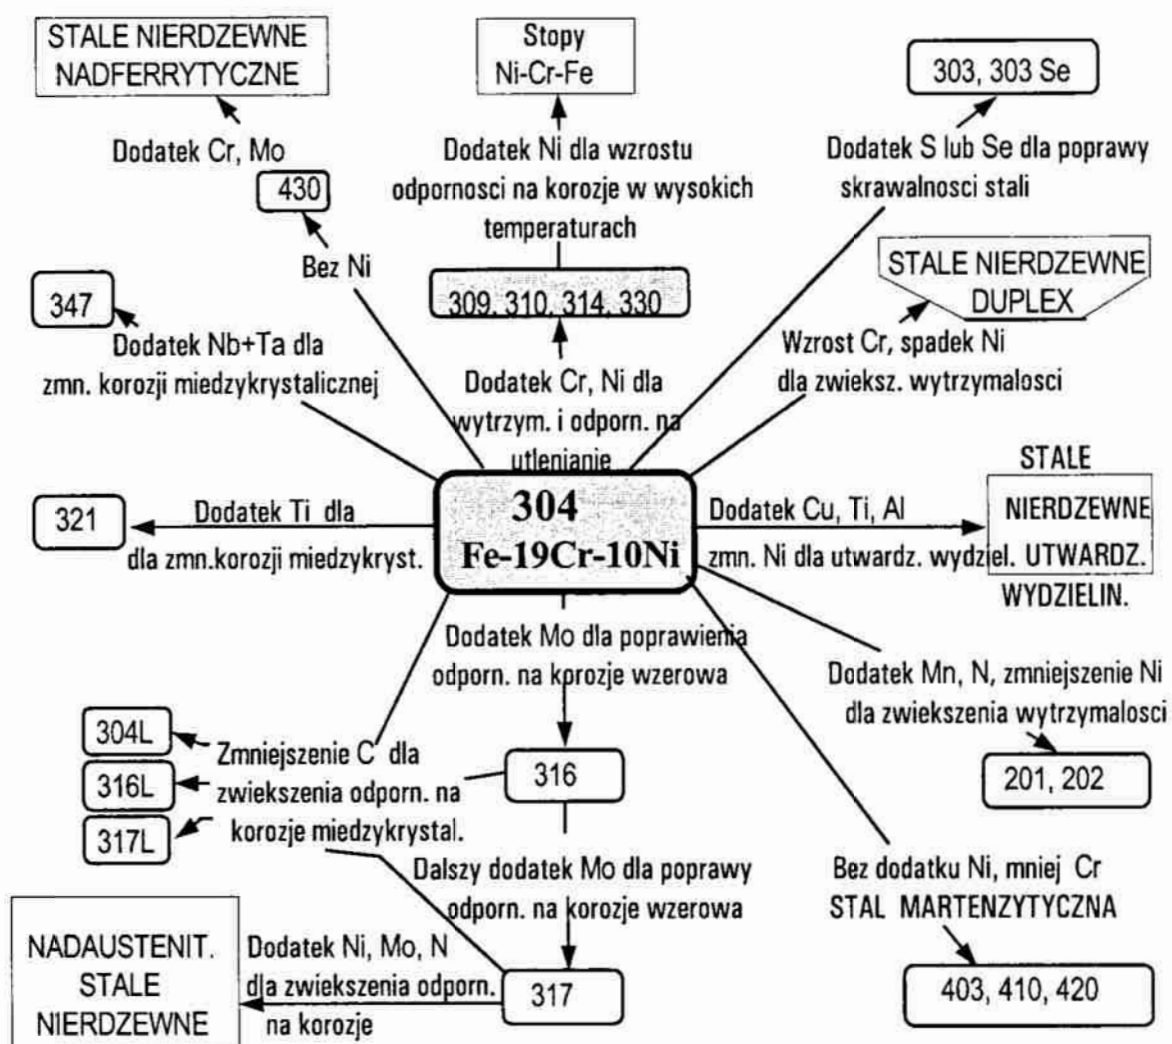 STALE NIERDZEWNE
NADFERRYTYCZNE
Stopy
Ni-Cr-Fe
303, 303 Se
Dodatek Cr, Mo
430
Bez Ni
Dodatek Ni dla wzrostu
odpornosci na korozje w wysokich
temperaturach
309, 310, 314, 330
Dodatek S lub Se dla poprawy
skrawalnosci stali
STALE NIERDZEWNE
DUPLEX
Wzrost Cr, spadek Ni
dla zwieksz. wytrzymalosci
347
Dodatek Nb+Ta dla
zmn. korozji miedzykrystalicznej
Dodatek Cr, Ni dla
wytrzym. i odporn. na
utlenianie
304
Fe-19Cr-10Ni
321
Dodatek Ti dla
dla zmn.korozji miedzykryst.
Dodatek Cu, Ti, Al
zmn. Ni dla utwardz. wydziel.
STALE
NIERDZEWNE
UTWARDZ.
WYDZIELIN.
Dodatek Mo dla poprawienia
odporn. na korozje wzerowa
Dodatek Mn, N, zmniejszenie Ni
dla zwiekszenia wytrzymalosci
201, 202
304L
316L
317L
Zmniejszenie C dla
zwiekszenia odporn. na
korozje miedzykrystal.
316
Dalszy dodatek Mo dla poprawy
odporn. na korozje wzerowa
Bez dodatku Ni, mniej Cr
STAL MARTENZYTYCZNA
403, 410, 420
NADAUSTENIT.
STALE
NIERDZEWNE
Dodatek Ni, Mo, N
dla zwiekszenia odporn.
na korozje
317